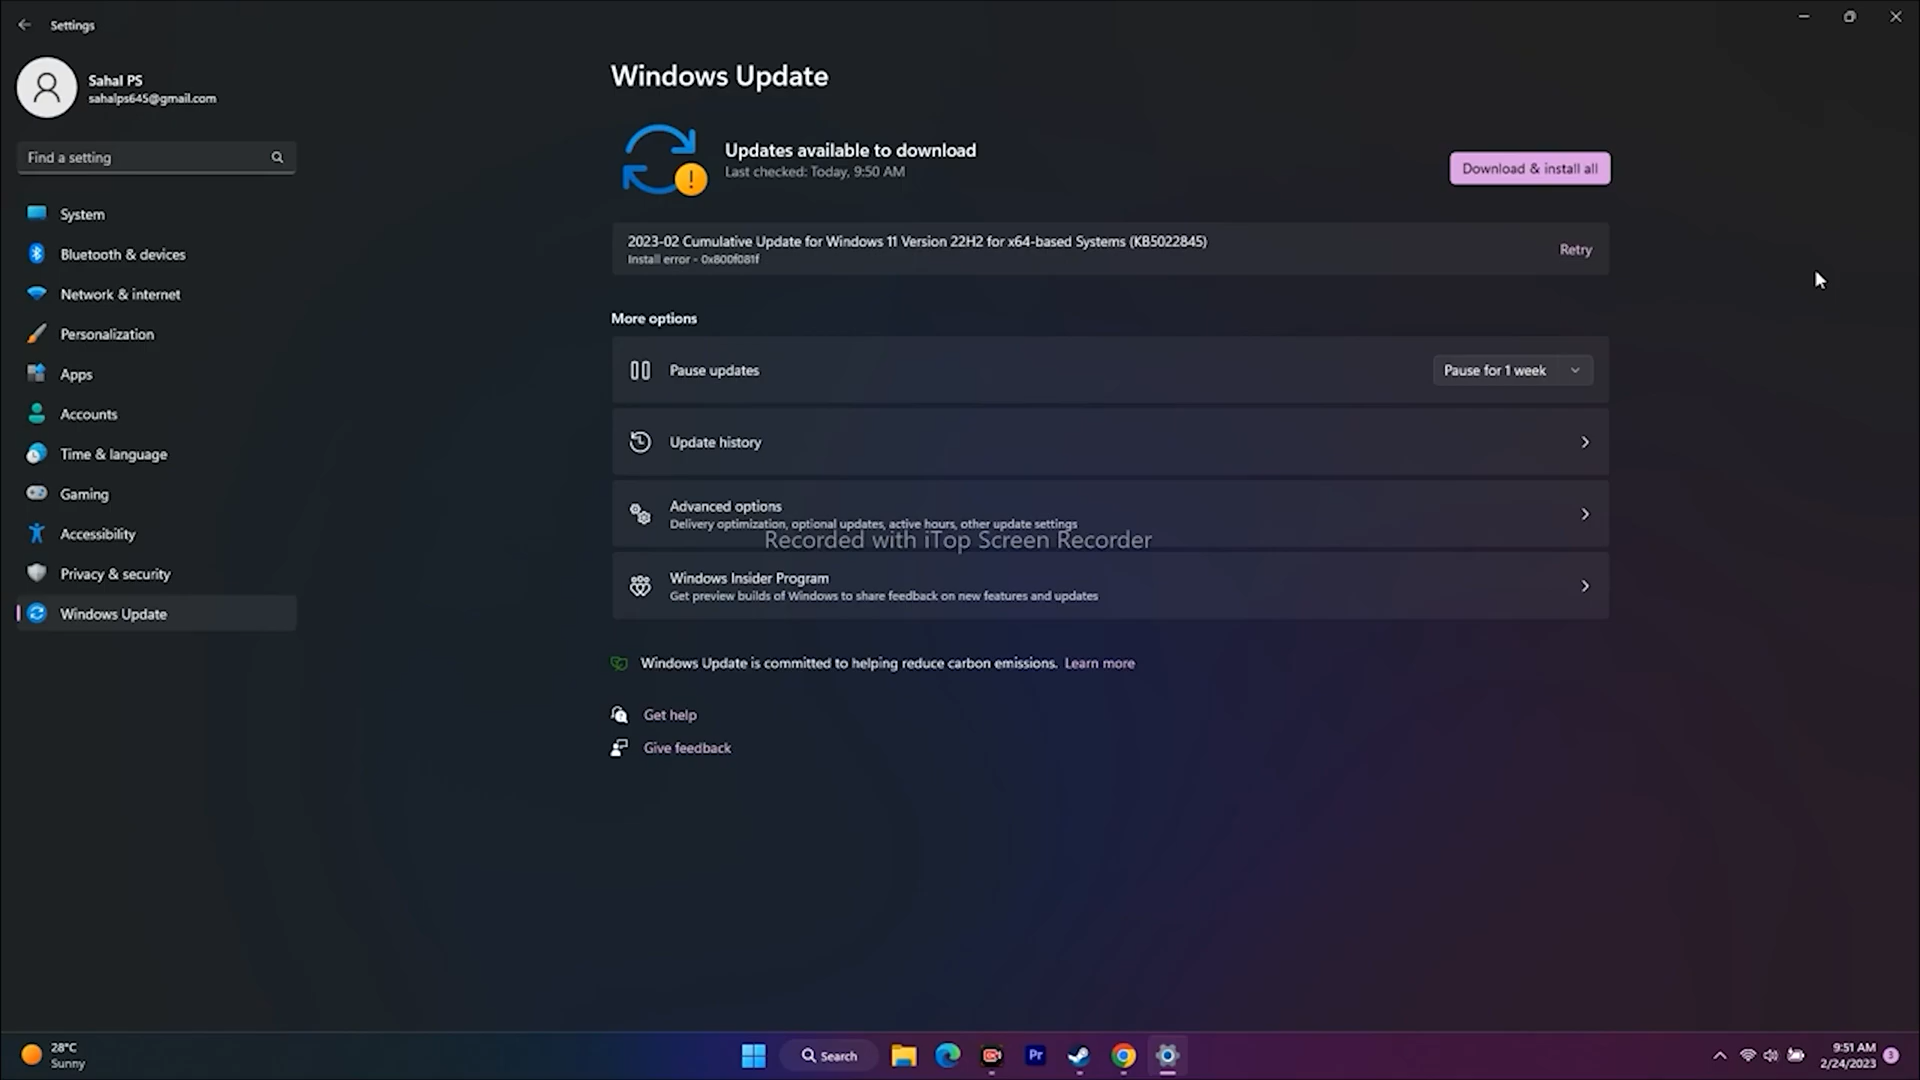 Settings
Sahal PS
sahalps645@gmail.com
Find a setting
System
Bluetooth & devices
Network & internet
Personalization
Apps
Accounts
Time & language
Gaming
Accessibility
Privacy & security
Windows Update
Windows Update
Updates available to download
Last checked: Today, 9:50 AM
Download & install all
2023-02 Cumulative Update for Windows 11 Version 22H2 for x64-based Systems (KB5022845)
Install error - 0x800f081f
Retry
More options
Pause updates
Pause for 1 week
Update history
Advanced options
Delivery optimization, optional updates, active hours, other update settings
Recorded with iTop Screen Recorder
Windows Insider Program
Get preview builds of Windows to share feedback on new features and updates
Windows Update is committed to helping reduce carbon emissions. Learn more
Get help
Give feedback
28°C
Sunny
Search
Pr
9:51 AM
2/24/2023
3